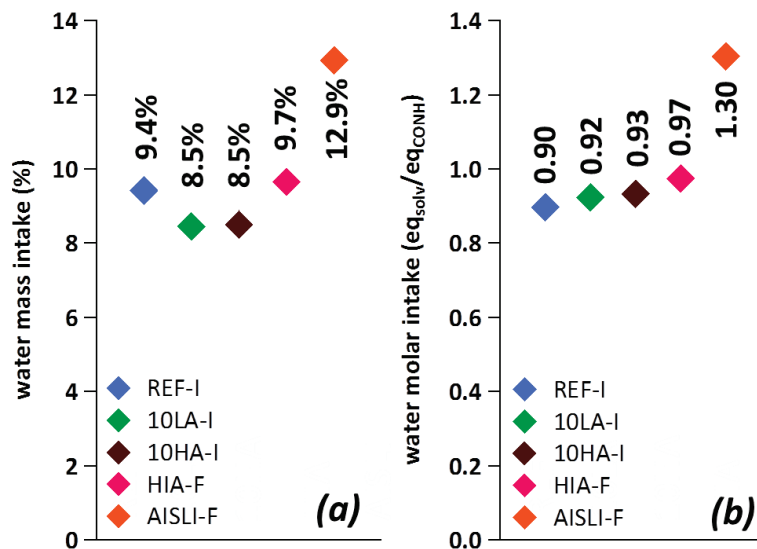 water mass intake (%)
14
12
10
8
6
4
2
0
9.4%
8.5%
8.5%
9.7%
12.9%
REF-I
10LA-I
10HA-I
HIA-F
AISLI-F
(a)
water molar intake (eqsolv/eqCONH)
1.4
1.2
1.0
0.8
0.6
0.4
0.2
0.0
0.90
0.92
0.93
0.97
1.30
REF-I
10LA-I
10HA-I
HIA-F
AISLI-F
(b)